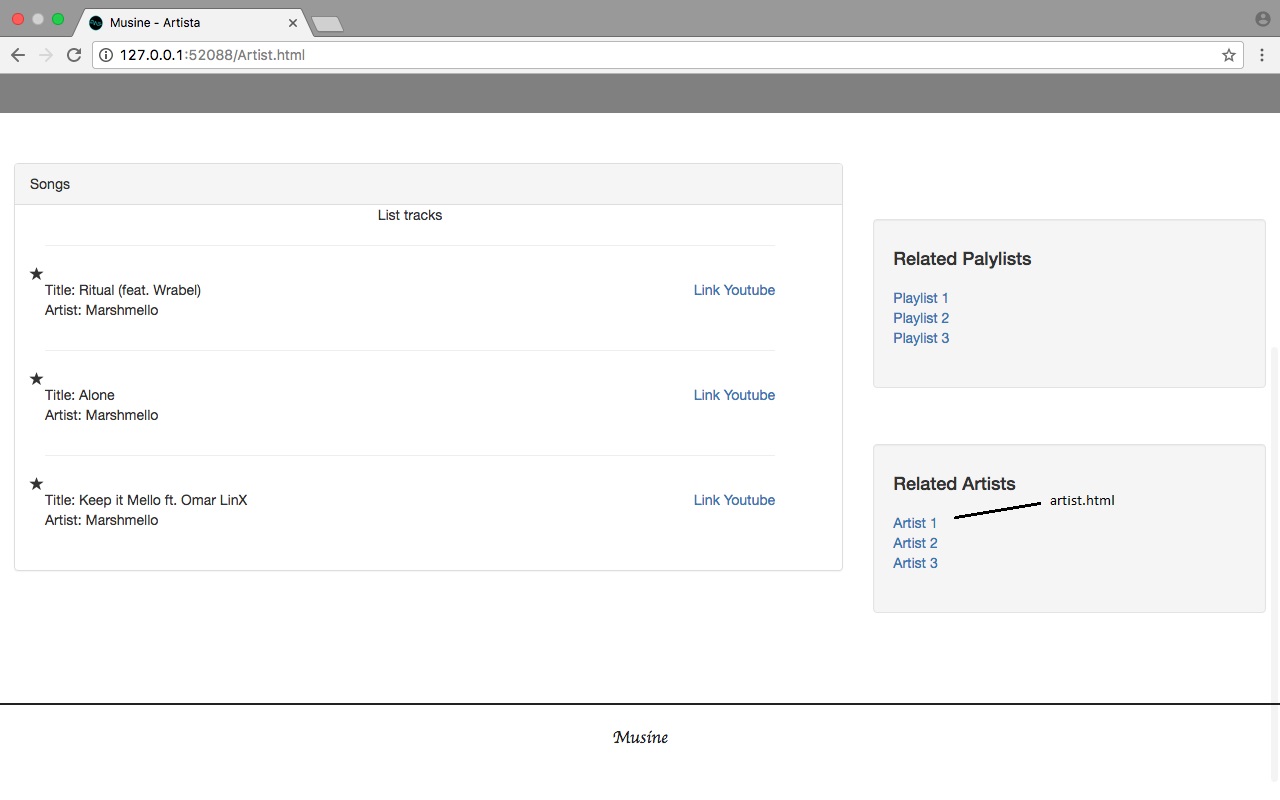 Musine - Artista
127.0.0.1:52088/Artist.html
Songs
List tracks
Title: Ritual (feat. Wrabel)
Link Youtube
Artist: Marshmello
Title: Alone
Link Youtube
Artist: Marshmello
Title: Keep it Mello ft. Omar LinX
Link Youtube
Artist: Marshmello
Related Palylists
Playlist 1
Playlist 2
Playlist 3
Related Artists
artist.html
Artist 1
Artist 2
Artist 3
Musine